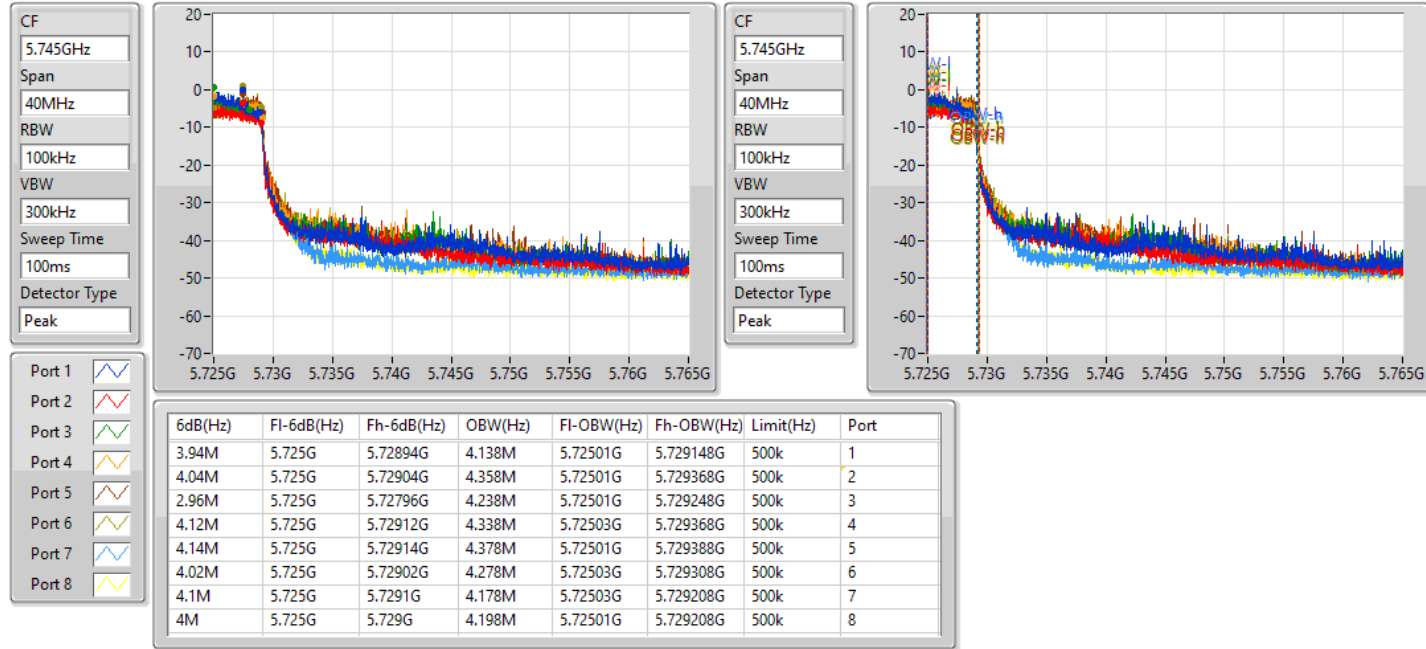 CF
5.745GHz
Span
40MHz
RBW
100kHz
VBW
300kHz
Sweep Time
100ms
Detector Type
Peak
20
10
0
-10
-20
-30
-40
-50
-60
-70
5.725G 5.73G 5.735G 5.74G 5.745G 5.75G 5.755G 5.76G 5.765G
CF
5.745GHz
Span
40MHz
RBW
100kHz
VBW
300kHz
Sweep Time
100ms
Detector Type
Peak
20
10
0
-10
-20
-30
-40
-50
-60
-70
OBW-h
OBW-h
5.725G 5.73G 5.735G 5.74G 5.745G 5.75G 5.755G 5.76G 5.765G
Port 1
Port 2
Port 3
Port 4
Port 5
Port 6
Port 7
Port 8
6dB(Hz) Fl-6dB(Hz) Fh-6dB(Hz) OBW(Hz) Fl-OBW(Hz) Fh-OBW(Hz) Limit(Hz) Port
3.94M 5.725G 5.72894G 4.138M 5.72501G 5.729148G 500k 1
4.04M 5.725G 5.72904G 4.358M 5.72501G 5.729368G 500k 2
2.96M 5.725G 5.72796G 4.238M 5.72501G 5.729248G 500k 3
4.12M 5.725G 5.72912G 4.338M 5.72503G 5.729368G 500k 4
4.14M 5.725G 5.72914G 4.378M 5.72501G 5.729388G 500k 5
4.02M 5.725G 5.72902G 4.278M 5.72503G 5.729308G 500k 6
4.1M 5.725G 5.7291G 4.178M 5.72503G 5.729208G 500k 7
4M 5.725G 5.729G 4.198M 5.72501G 5.729208G 500k 8